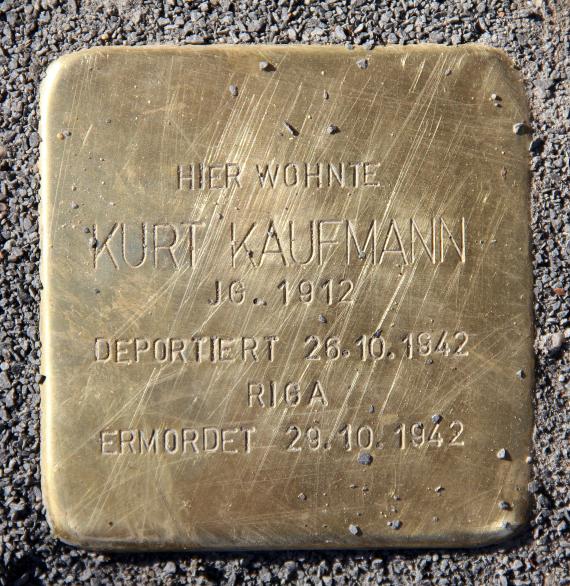 HIER WOHNTE
KURT KAUFMANN
JG. 1912
DEPORTIERT 26.10.1942
RIGA
ERMORDET 29.10.1942